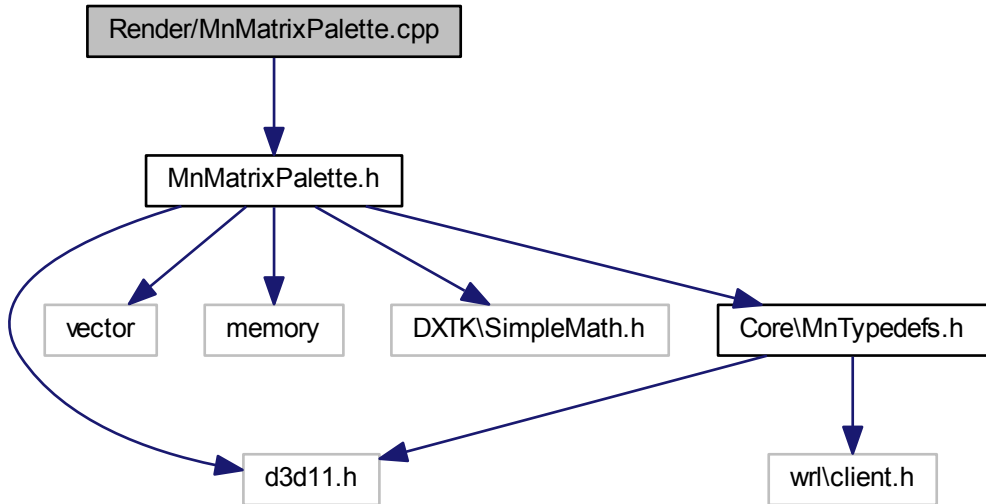 Render/MnMatrixPalette.cpp
MnMatrixPalette.h
vector
memory
DXTK\SimpleMath.h
Core\MnTypedefs.h
d3d11.h
wrl\client.h